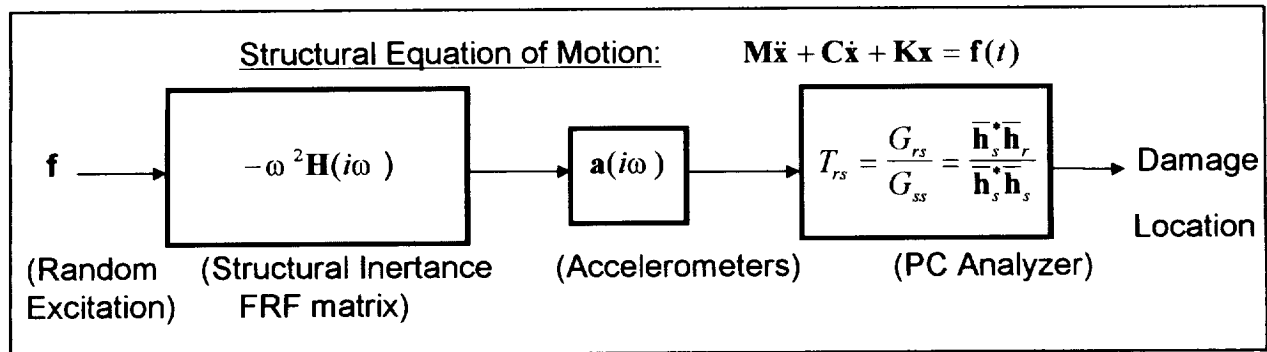 Structural Equation of Motion: Mẍ + Cẋ + Kx = f(t)
f
−ω ²H(iω )
a(iω )
T_rs = G_rs / G_ss = h̄*_s h̄_r / h̄*_s h̄_s
Damage
Location
(Random
Excitation)
(Structural Inertance
FRF matrix)
(Accelerometers)
(PC Analyzer)